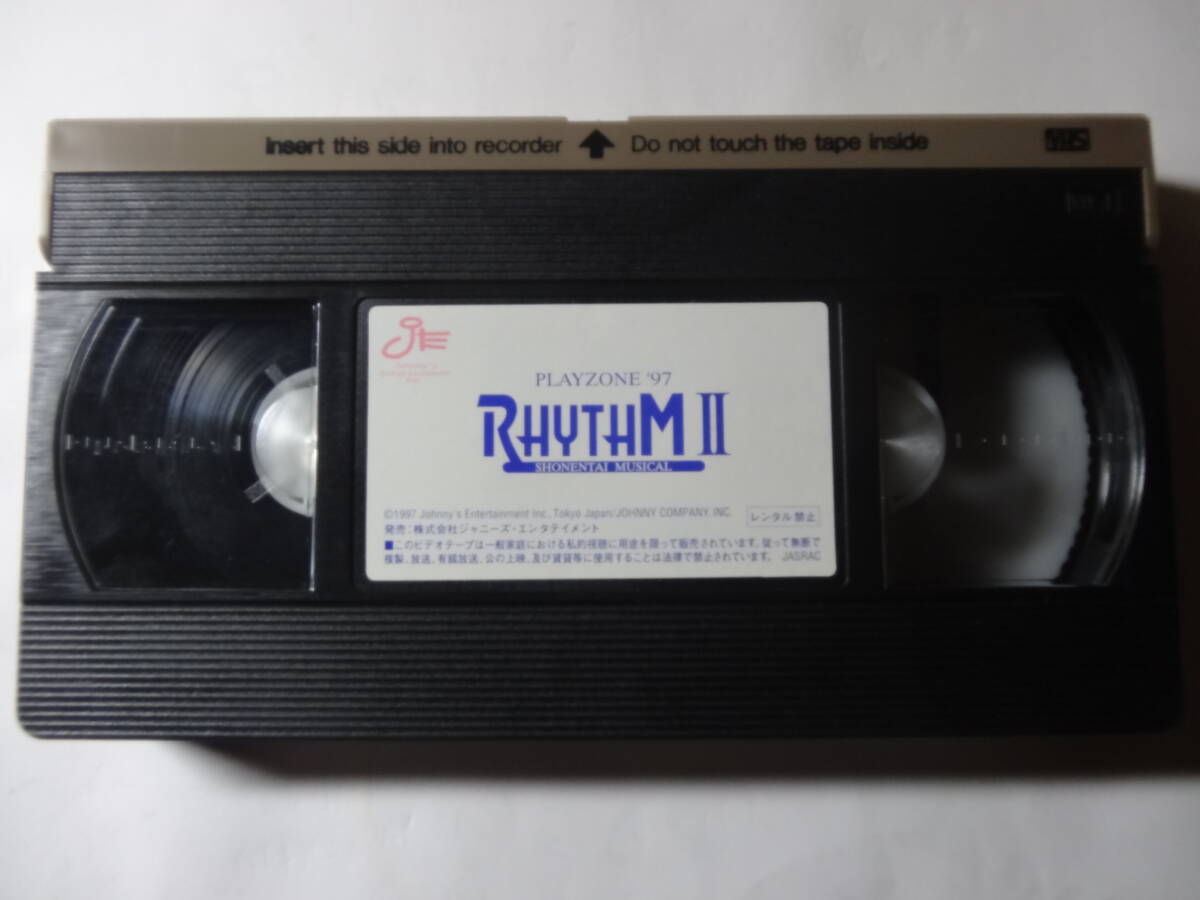 Insert this side into recorder Do not touch the tape inside VHS
JE
PLAYZONE '97
RHYTHM II
SHONENTAI MUSICAL
©1997 Johnny's Entertainment Inc., Tokyo Japan/JOHNNY COMPANY, INC.
発売:株式会社ジャニーズ・エンタテイメント
レンタル禁止
■このビデオテープは一般家庭における私的視聴に用途を限って販売されています。従って無断で
複製、放送、有線放送、公の上映、及び賃貸等に使用することは法律で禁止されています。 JASRAC